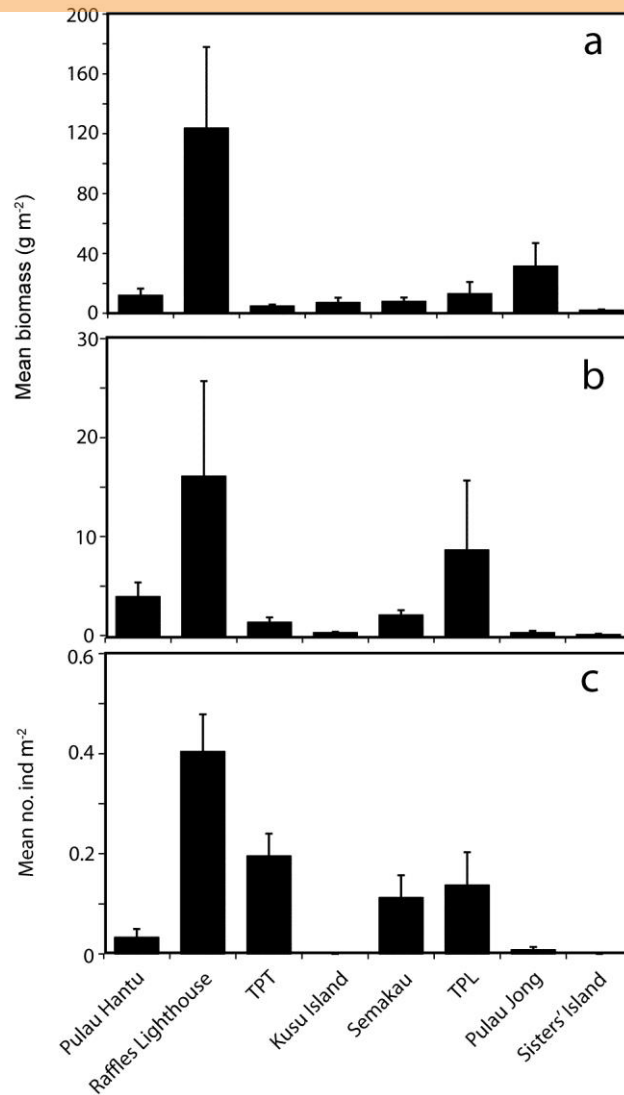 200
a
160
120
80
40
0
Mean biomass (g m-2)
30
b
20
10
0
0.6
c
0.4
0.2
0
Mean no. ind m-2
Pulau Hantu
Raffles Lighthouse
TPT
Kusu Island
Semakau
TPL
Pulau Jong
Sisters' Island